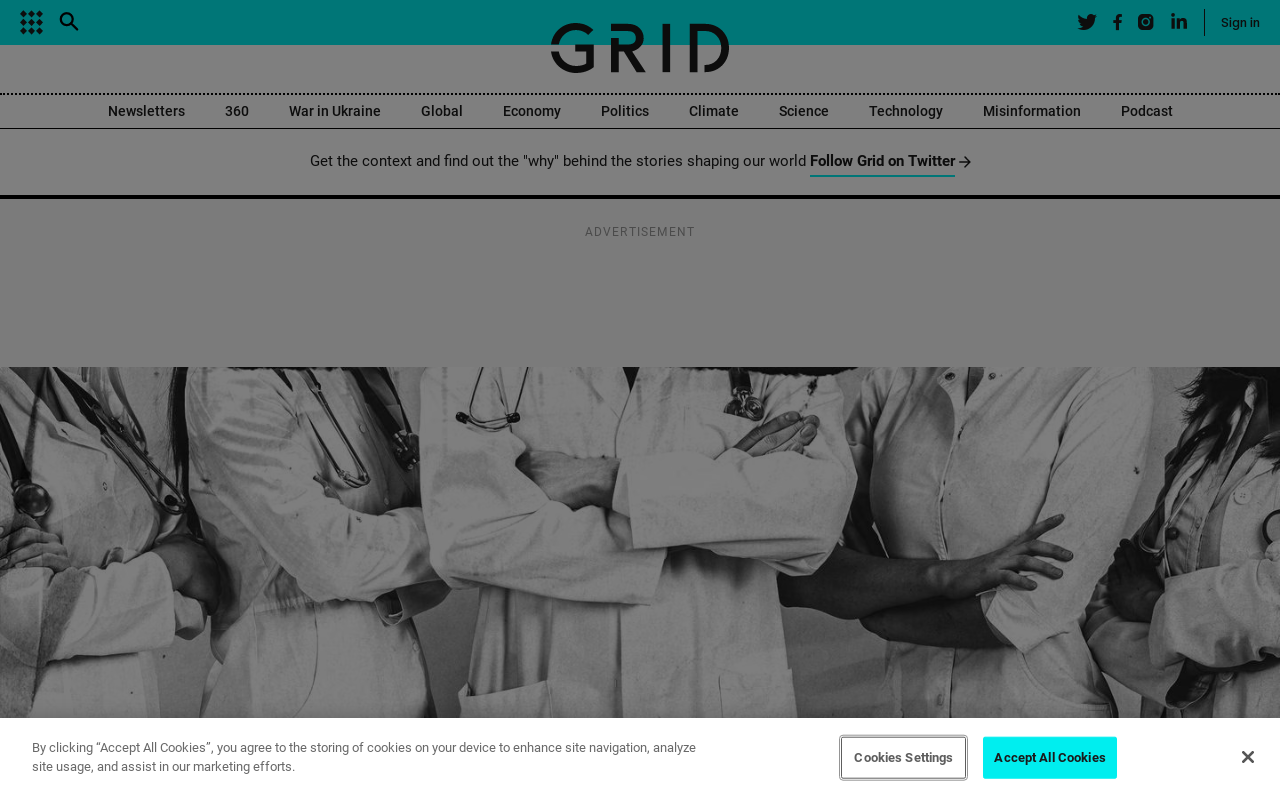 Sign in
GRID
Newsletters 360 War in Ukraine Global Economy Politics Climate Science Technology Misinformation Podcast
Get the context and find out the "why" behind the stories shaping our world Follow Grid on Twitter
ADVERTISEMENT
By clicking “Accept All Cookies”, you agree to the storing of cookies on your device to enhance site navigation, analyze
site usage, and assist in our marketing efforts.
Cookies Settings
Accept All Cookies